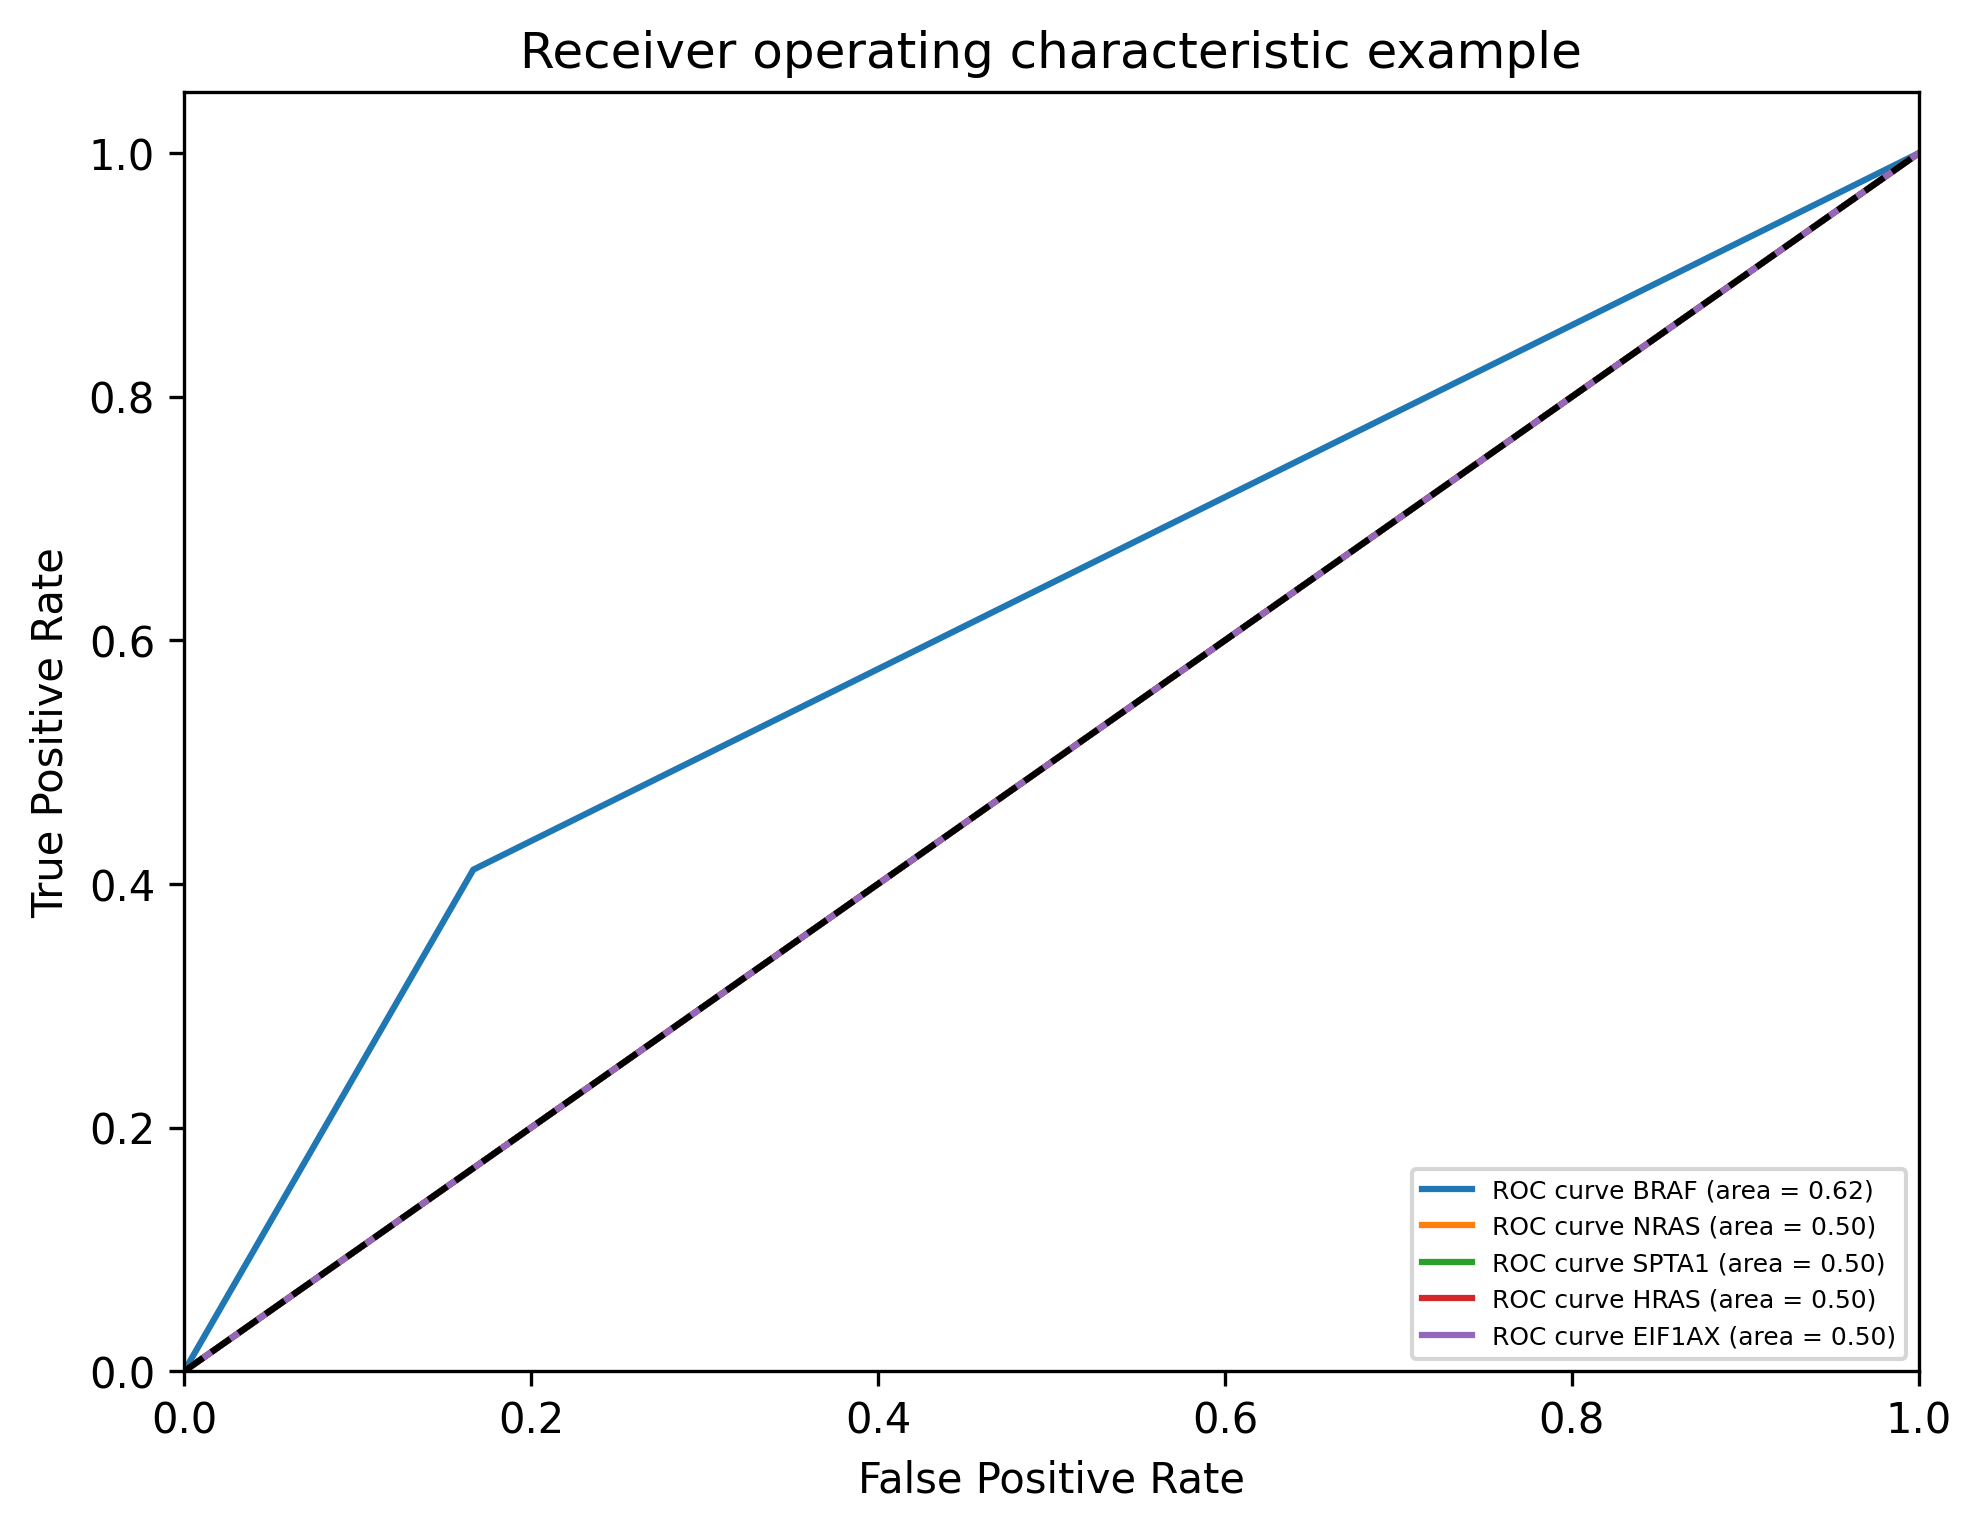 Receiver operating characteristic example
1.0
0.8
0.6
0.4
0.2
0.0
True Positive Rate
ROC curve BRAF (area = 0.62)
ROC curve NRAS (area = 0.50)
ROC curve SPTA1 (area = 0.50)
ROC curve HRAS (area = 0.50)
ROC curve EIF1AX (area = 0.50)
0.0 0.2 0.4 0.6 0.8 1.0
False Positive Rate